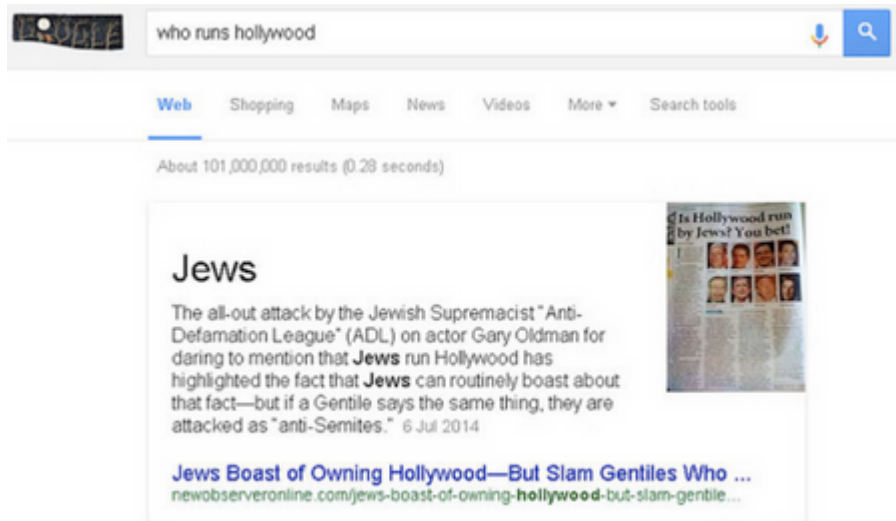 GOOGLE
who runs hollywood
Web Shopping Maps News Videos More Search tools
About 101,000,000 results (0.28 seconds)
Is Hollywood run
by Jews? You bet!
Jews
The all-out attack by the Jewish Supremacist "Anti-
Defamation League" (ADL) on actor Gary Oldman for
daring to mention that Jews run Hollywood has
highlighted the fact that Jews can routinely boast about
that fact—but if a Gentile says the same thing, they are
attacked as "anti-Semites." 6 Jul 2014
Jews Boast of Owning Hollywood—But Slam Gentiles Who ...
newobserveronline.com/jews-boast-of-owning-hollywood-but-slam-gentile...